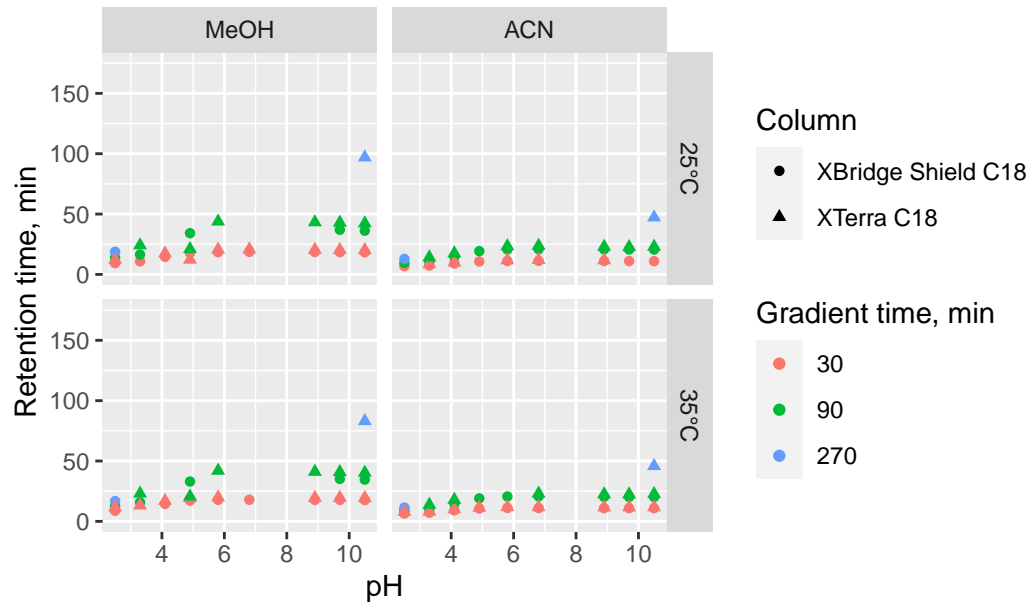 MeOH
ACN
150
100
50
0
25°C
150
100
50
0
35°C
4 6 8 10
4 6 8 10
pH
Retention time, min
Column
XBridge Shield C18
XTerra C18
Gradient time, min
30
90
270